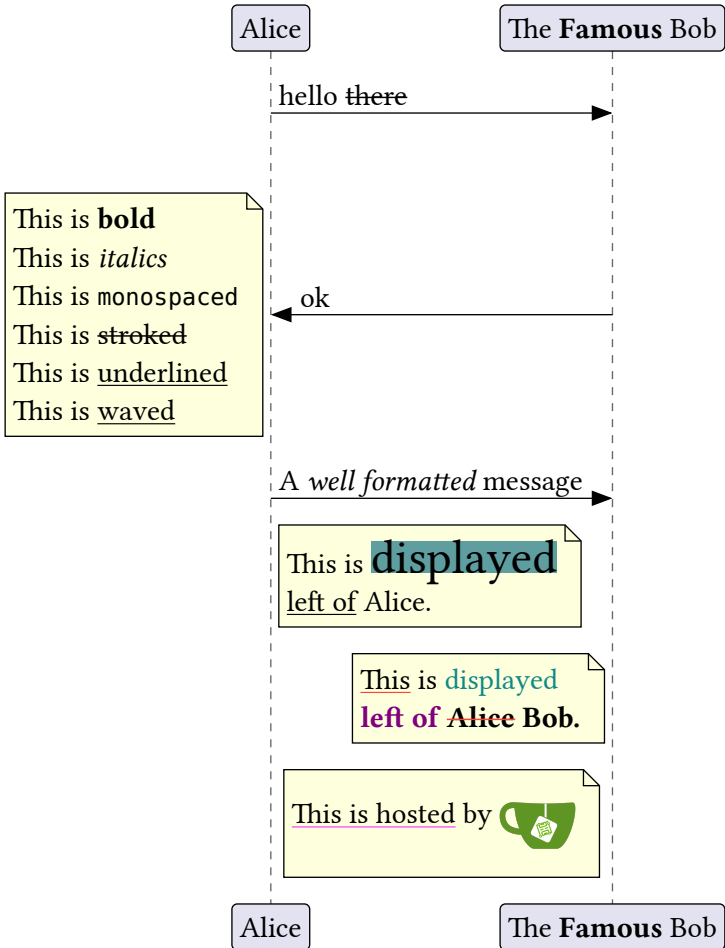 Alice
The Famous Bob
hello there
This is bold
This is italics
This is monospaced
This is stroked
This is underlined
This is waved
ok
A well formatted message
This is displayed
left of Alice.
This is displayed
left of Alice Bob.
This is hosted by
Alice
The Famous Bob